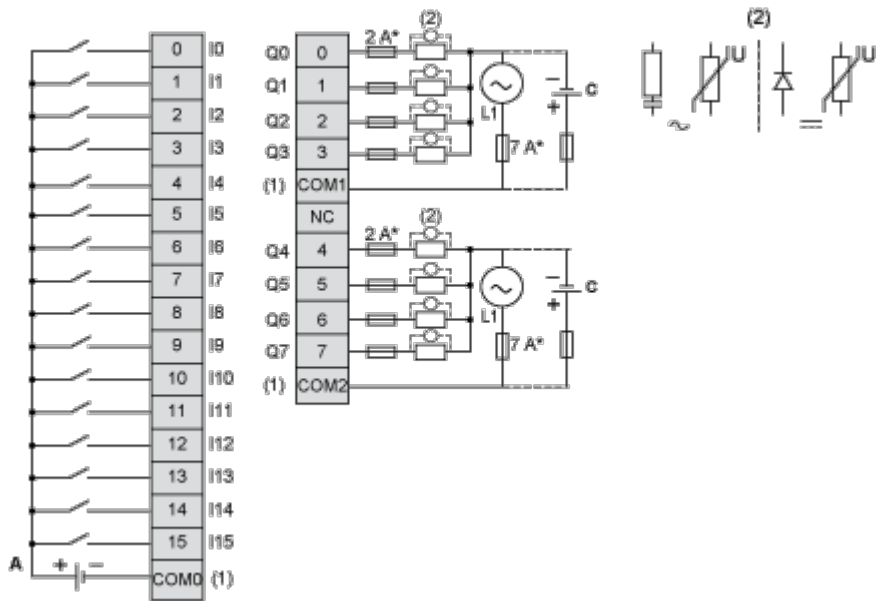 0 I0
1 I1
2 I2
3 I3
4 I4
5 I5
6 I6
7 I7
8 I8
9 I9
10 I10
11 I11
12 I12
13 I13
14 I14
15 I15
A + − COM0 (1)
(2)
Q0 0 2 A*
Q1 1
Q2 2
Q3 3
(1) COM1
L1
7 A*
− + C
NC
(2)
Q4 4 2 A*
Q5 5
Q6 6
Q7 7
(1) COM2
L1
7 A*
− + C
(2)
U U